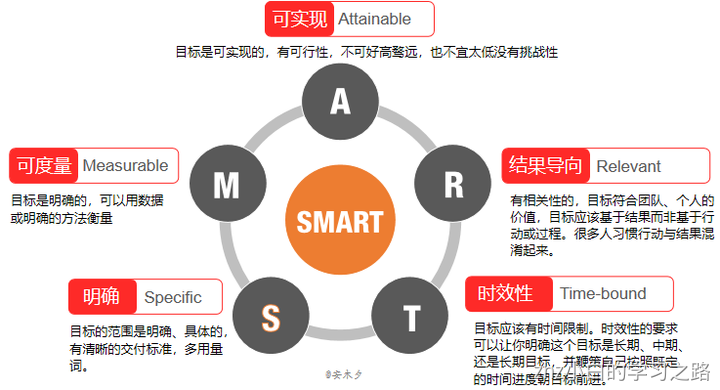 可实现 Attainable
目标是可实现的，有可行性，不可好高骛远，也不宜太低没有挑战性
A
可度量 Measurable
目标是明确的，可以用数据
或明确的方法衡量
M
R
结果导向 Relevant
有相关性的，目标符合团队、个人的
价值，目标应该基于结果而非基于行
动或过程。很多人习惯行动与结果混
淆起来。
SMART
明确 Specific
目标的范围是明确、具体的，
有清晰的交付标准，多用量
词。
S
T
时效性 Time-bound
目标应该有时间限制。时效性的要求
可以让你明确这个目标是长期、中期、
还是长期目标，并鞭策自己按照既定
的时间进度朝目标前进。
@安木夕
的学习之路